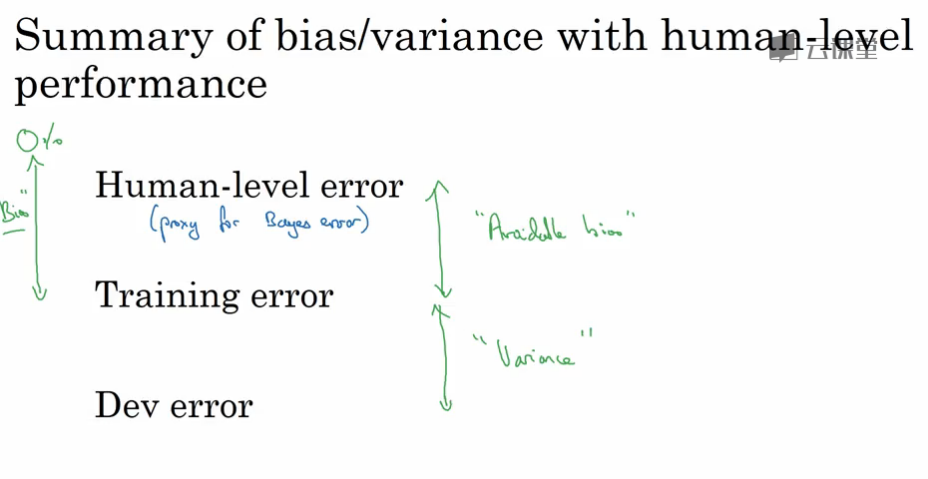 Summary of bias/variance with human-level
performance
云课堂
0%
Human-level error
"Bias"
(proxy for Bayes error)
"Avoidable bias"
Training error
"Variance"
Dev error